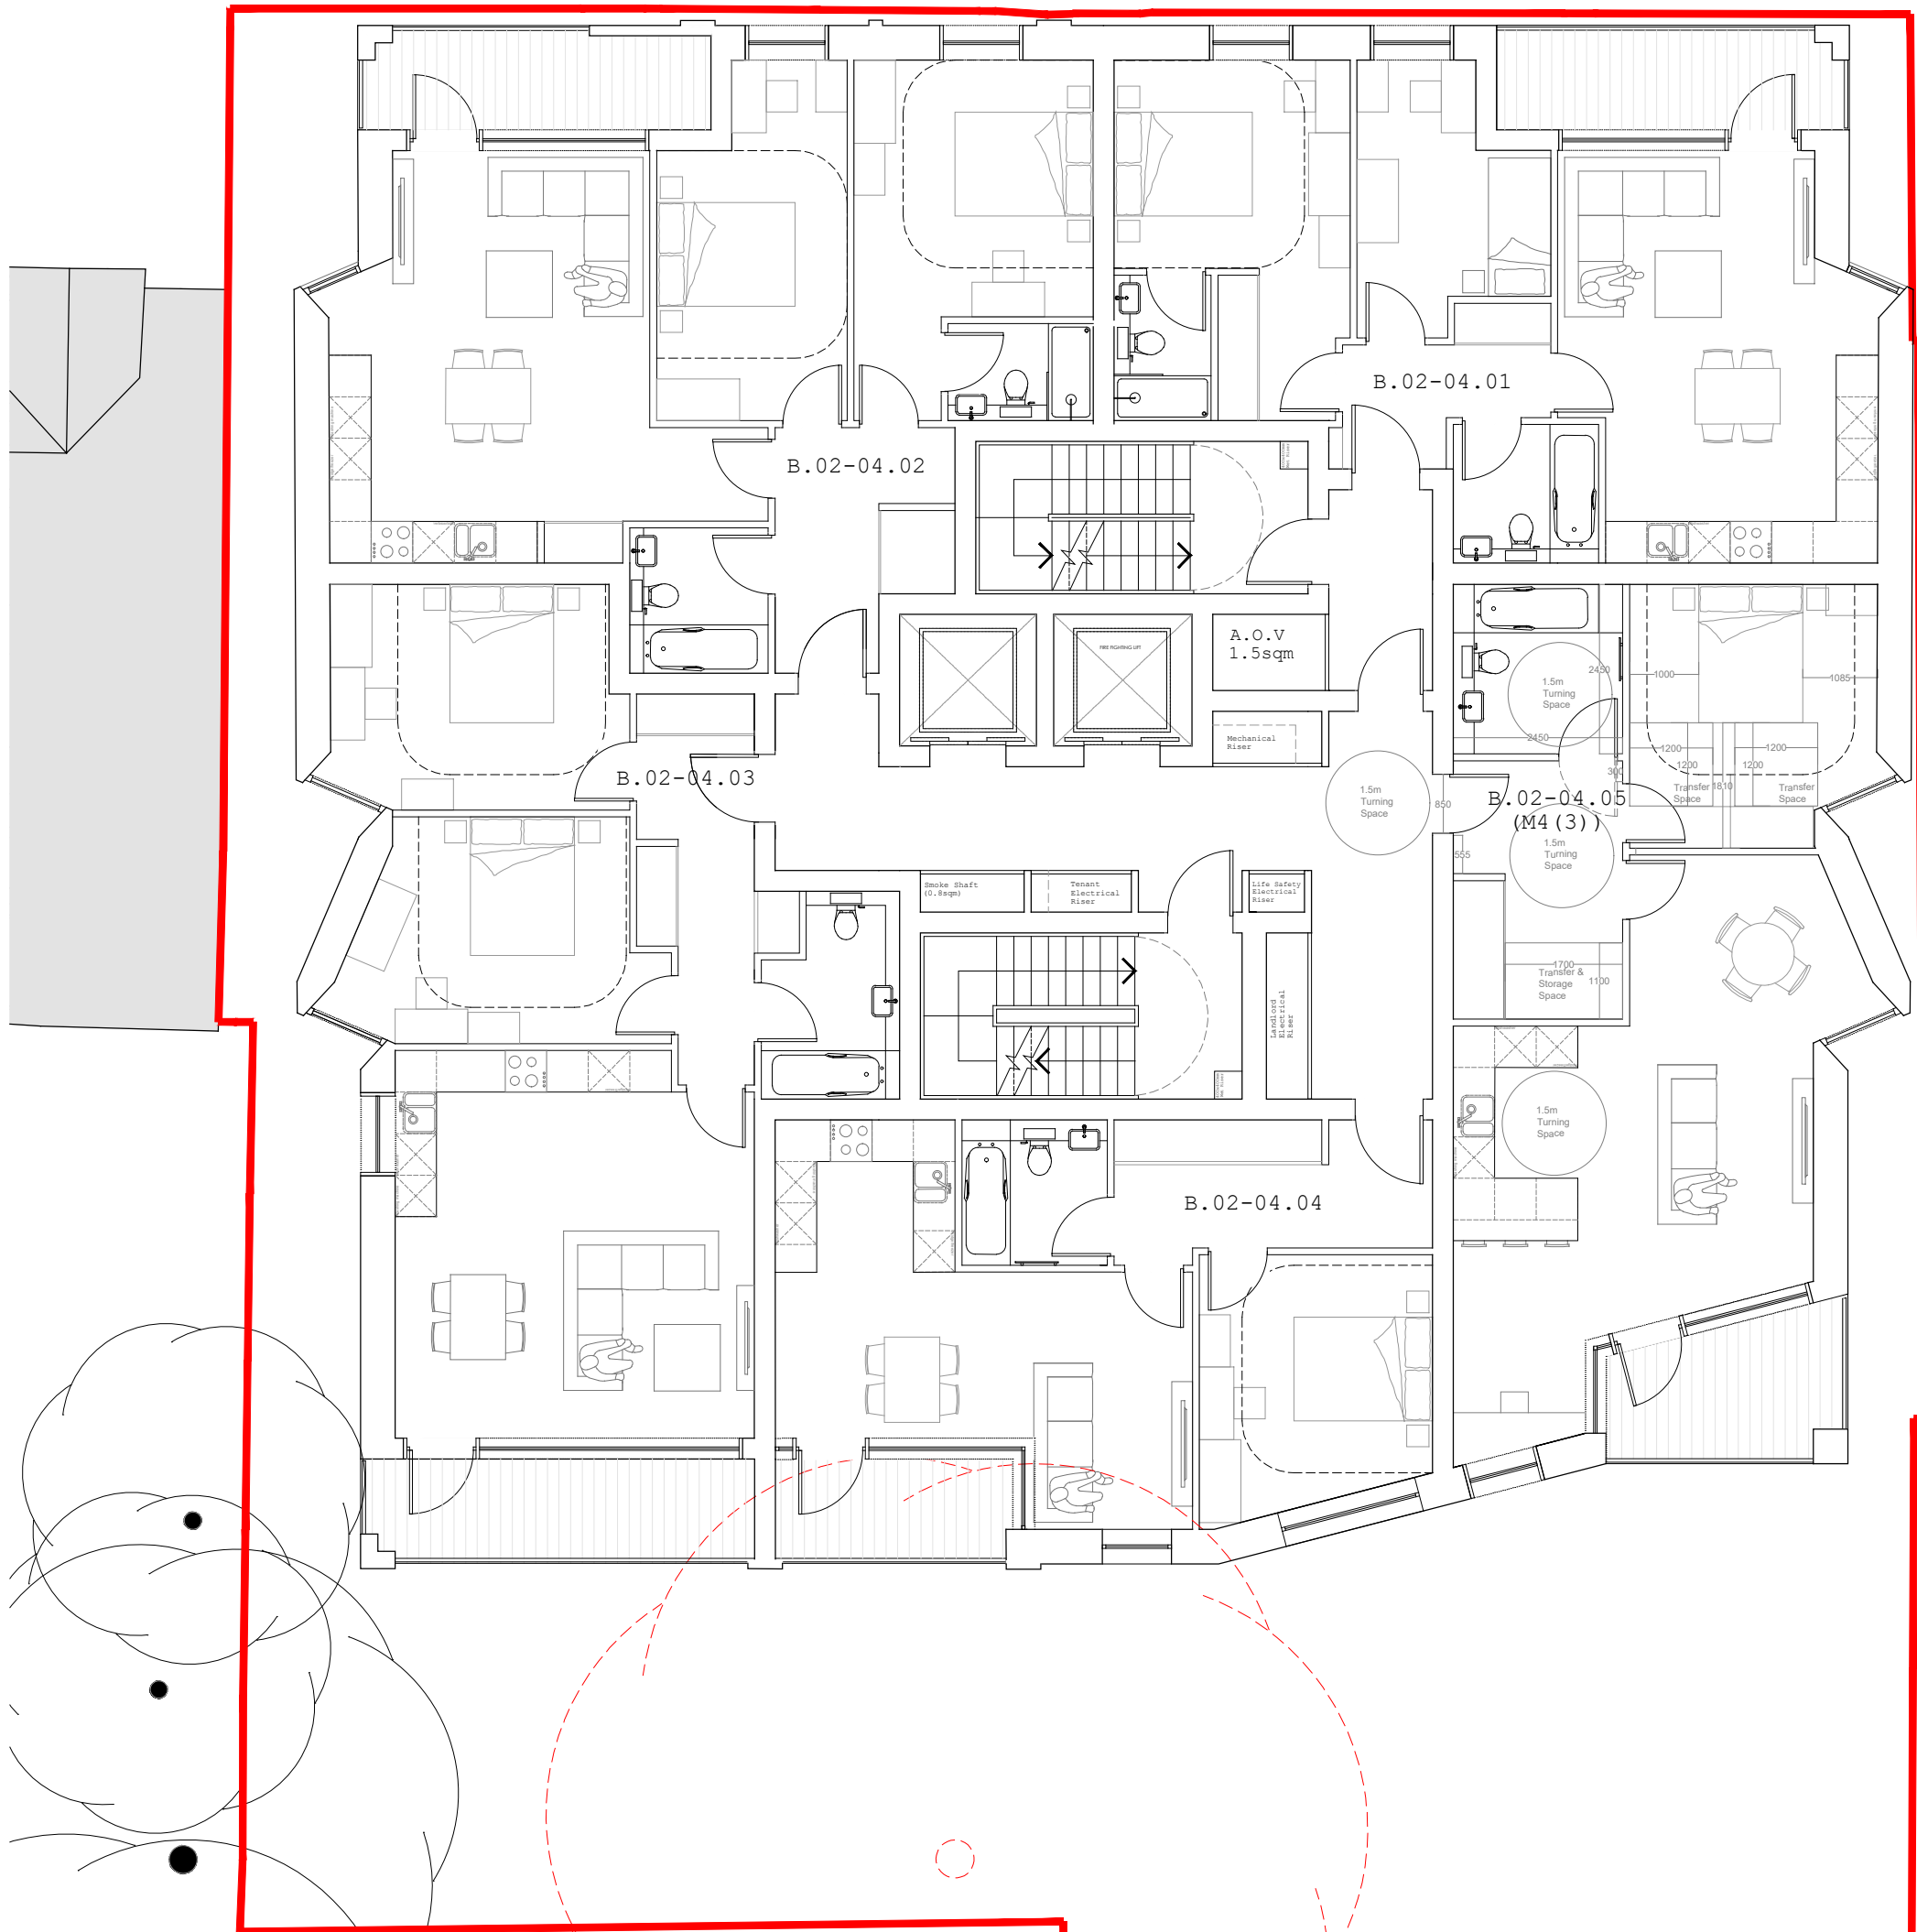 B.02-04.01
B.02-04.02
FIRE FIGHTING LIFT
A.O.V
1.5sqm
2450
1.5m
Turning
Space
2450
1000
1085
Mechanical
Riser
1200
1200
1200
1200
300
Transfer
Space
1810
Transfer
Space
B.02-04.03
1.5m
Turning
Space
850
B.02-04.05
(M4(3))
555
1.5m
Turning
Space
Smoke Shaft
(0.8sqm)
Tenant
Electrical
Riser
Life Safety
Electrical
Riser
1700
Transfer &
Storage
Space
1100
Landlord
Electrical
Riser
1.5m
Turning
Space
B.02-04.04